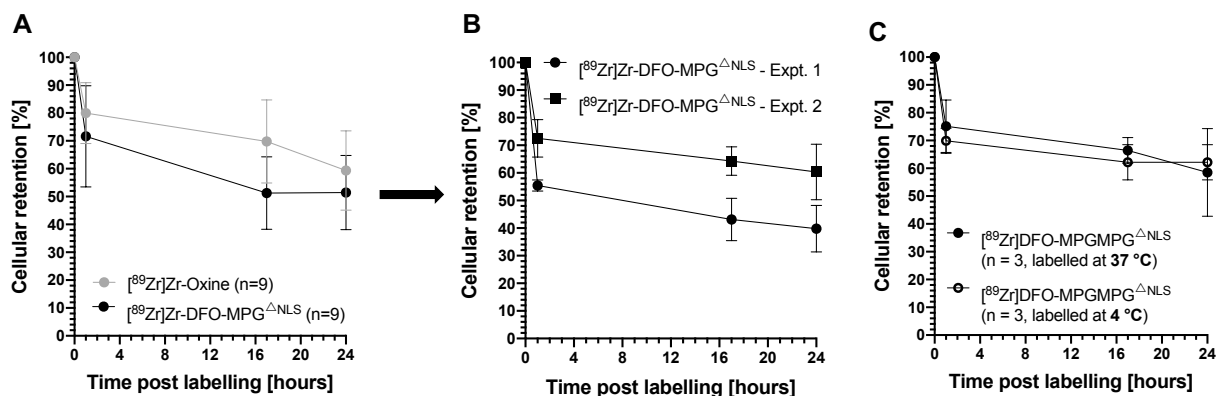 A
Cellular retention [%]
100
90
80
70
60
50
40
30
20
10
0
[⁸⁹Zr]Zr-Oxine (n=9)
[⁸⁹Zr]Zr-DFO-MPG△NLS (n=9)
0 4 8 12 16 20 24
Time post labelling [hours]
B
Cellular retention [%]
100
90
80
70
60
50
40
30
20
10
0
[⁸⁹Zr]Zr-DFO-MPG△NLS - Expt. 1
[⁸⁹Zr]Zr-DFO-MPG△NLS - Expt. 2
0 4 8 12 16 20 24
Time post labelling [hours]
C
Cellular retention [%]
100
90
80
70
60
50
40
30
20
10
0
[⁸⁹Zr]DFO-MPGMPG△NLS
(n = 3, labelled at 37 °C)
[⁸⁹Zr]DFO-MPGMPG△NLS
(n = 3, labelled at 4 °C)
0 4 8 12 16 20 24
Time post labelling [hours]